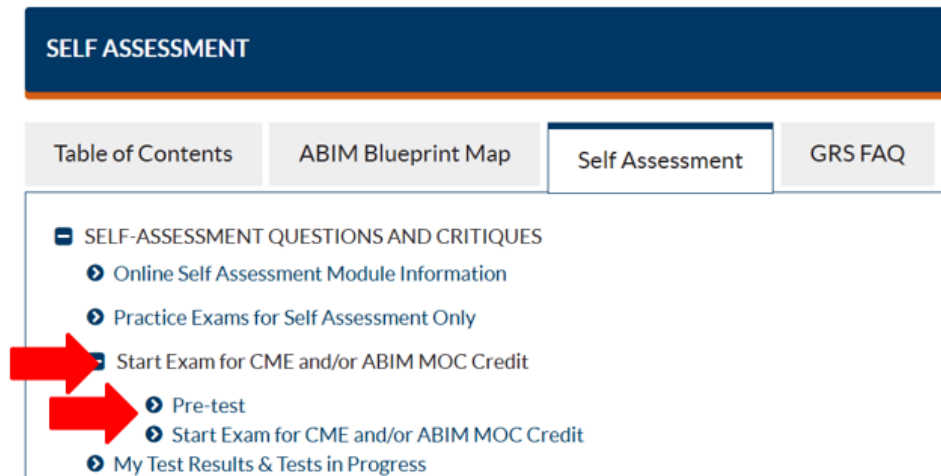 SELF ASSESSMENT
Table of Contents
ABIM Blueprint Map
Self Assessment
GRS FAQ
SELF-ASSESSMENT QUESTIONS AND CRITIQUES
Online Self Assessment Module Information
Practice Exams for Self Assessment Only
Start Exam for CME and/or ABIM MOC Credit
Pre-test
Start Exam for CME and/or ABIM MOC Credit
My Test Results & Tests in Progress